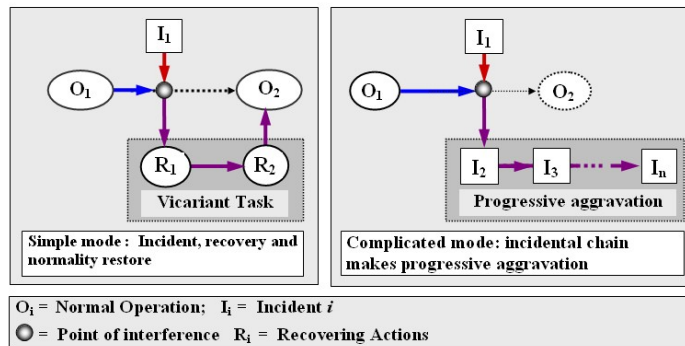 I1
O1
O2
R1
R2
Vicariant Task
Simple mode : Incident, recovery and
normality restore
I1
O1
O2
I2
I3
In
Progressive aggravation
Complicated mode: incidental chain
makes progressive aggravation
Oi = Normal Operation; Ii = Incident i
= Point of interference Ri = Recovering Actions